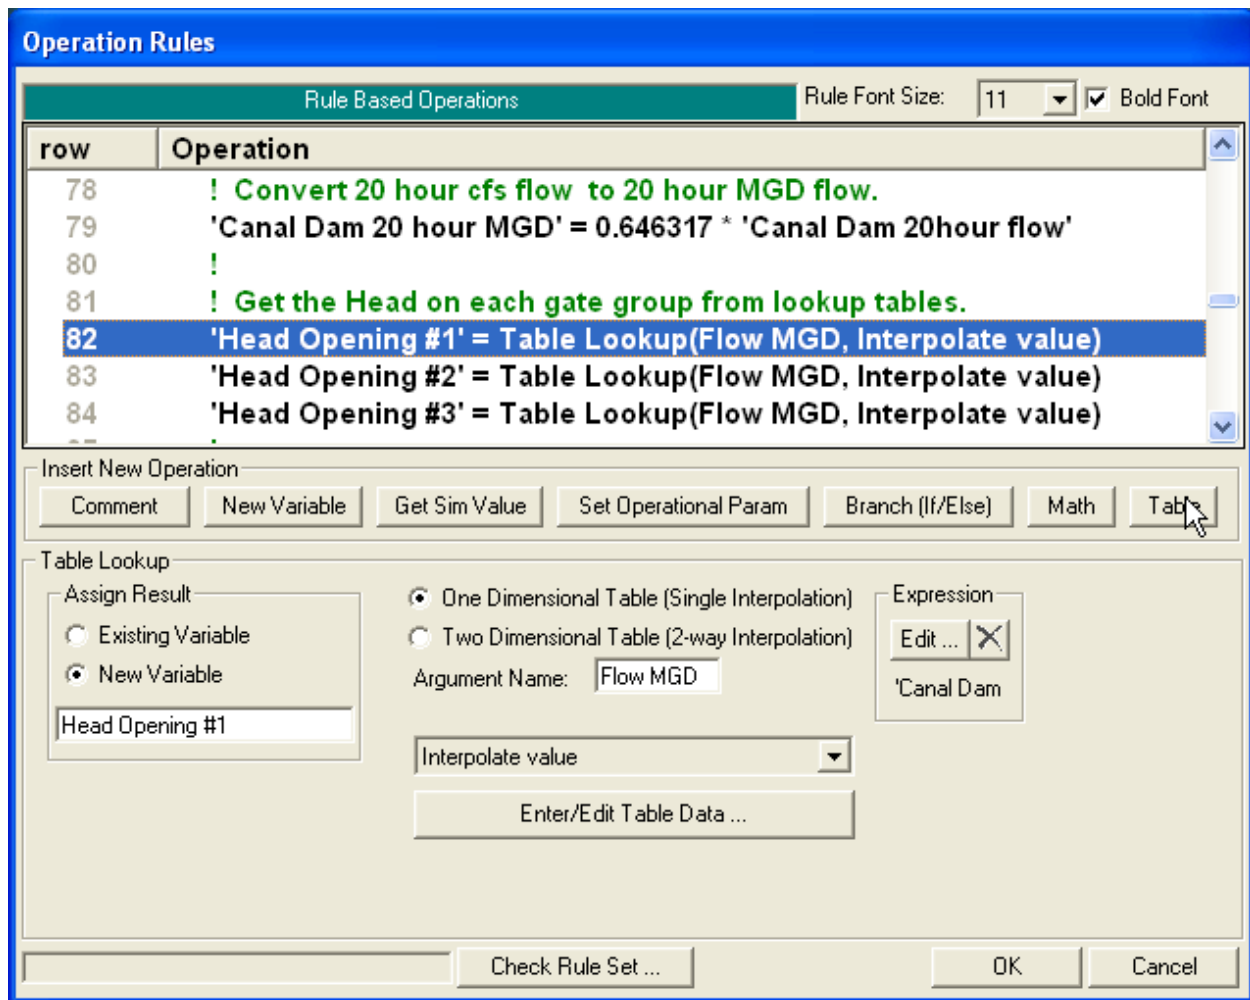 Operation Rules
Rule Based Operations Rule Font Size: 11 Bold Font
row Operation
78 ! Convert 20 hour cfs flow to 20 hour MGD flow.
79 'Canal Dam 20 hour MGD' = 0.646317 * 'Canal Dam 20hour flow'
80 !
81 ! Get the Head on each gate group from lookup tables.
82 'Head Opening #1' = Table Lookup(Flow MGD, Interpolate value)
83 'Head Opening #2' = Table Lookup(Flow MGD, Interpolate value)
84 'Head Opening #3' = Table Lookup(Flow MGD, Interpolate value)
Insert New Operation
Comment New Variable Get Sim Value Set Operational Param Branch (If/Else) Math Table
Table Lookup
Assign Result
Existing Variable
New Variable
Head Opening #1
One Dimensional Table (Single Interpolation)
Two Dimensional Table (2-way Interpolation)
Argument Name: Flow MGD
Interpolate value
Enter/Edit Table Data ...
Expression
Edit ...
'Canal Dam
Check Rule Set ... OK Cancel